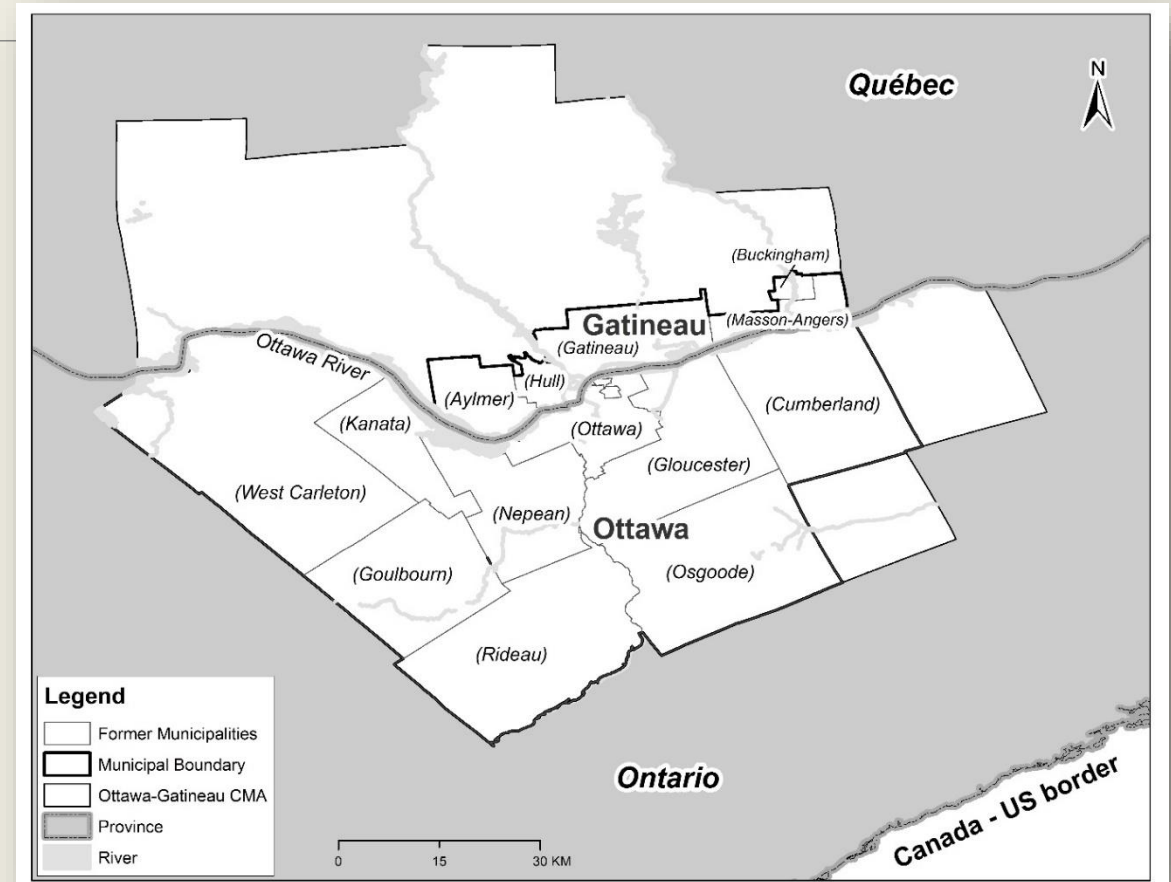 Québec
N
(Buckingham)
Gatineau
(Masson-Angers)
(Gatineau)
Ottawa River
(Hull)
(Aylmer)
(Cumberland)
(Kanata)
(Ottawa)
(Gloucester)
(West Carleton)
(Nepean)
Ottawa
(Goulbourn)
(Osgoode)
(Rideau)
Legend
Former Municipalities
Municipal Boundary
Ottawa-Gatineau CMA
Province
River
Ontario
Canada - US border
0 15 30 KM